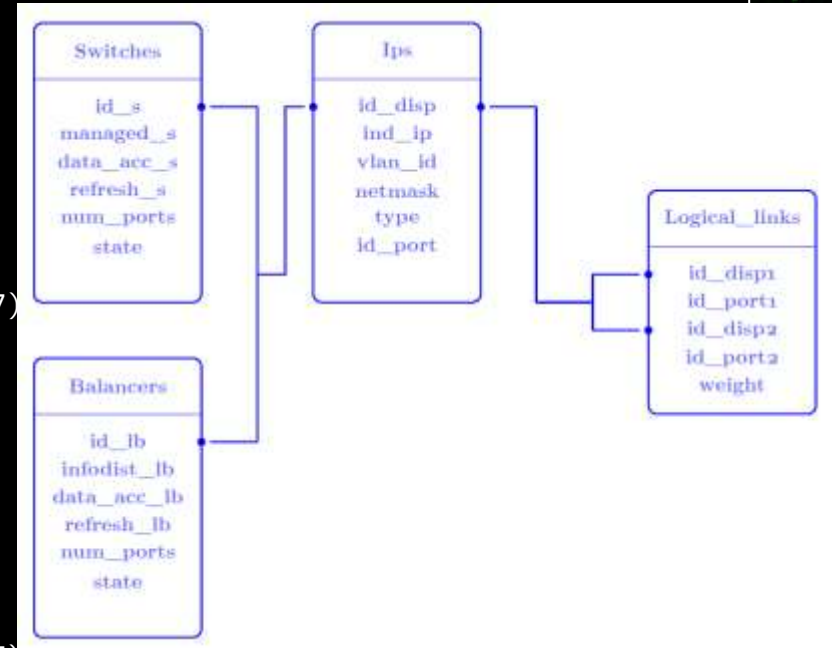 Switches
id_s
managed_s
data_acc_s
refresh_s
num_ports
state
Ips
id_disp
ind_ip
vlan_id
netmask
type
id_port
Logical_links
id_disp1
id_port1
id_disp2
id_port2
weight
7)
Balancers
id_lb
infodist_lb
data_acc_lb
refresh_lb
num_ports
state